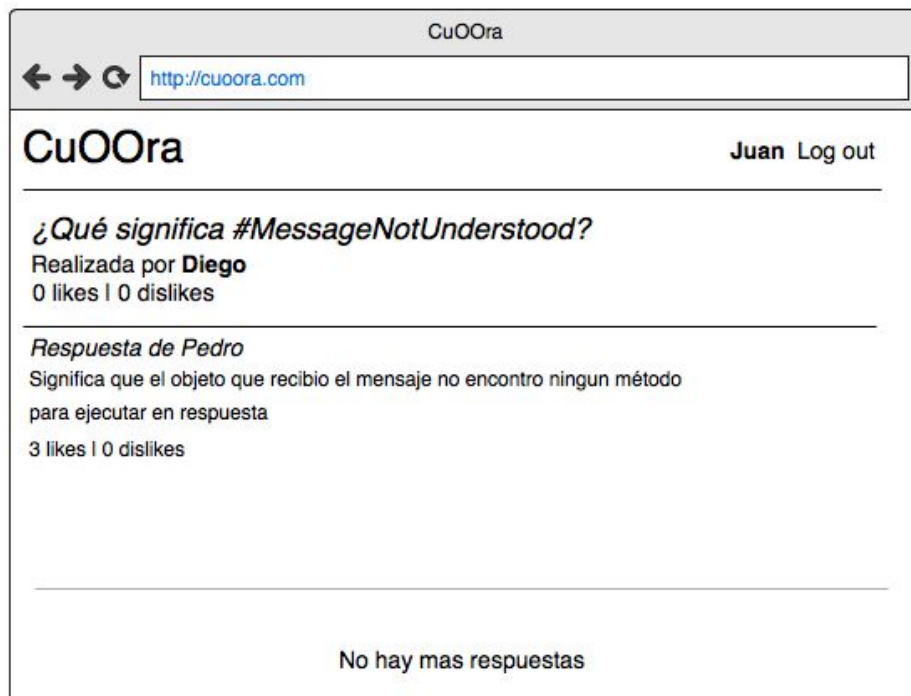 CuOOra
http://cuoora.com
CuOOra
Juan Log out
¿Qué significa #MessageNotUnderstood?
Realizada por Diego
0 likes | 0 dislikes
Respuesta de Pedro
Significa que el objeto que recibio el mensaje no encontro ningun método
para ejecutar en respuesta
3 likes | 0 dislikes
No hay mas respuestas